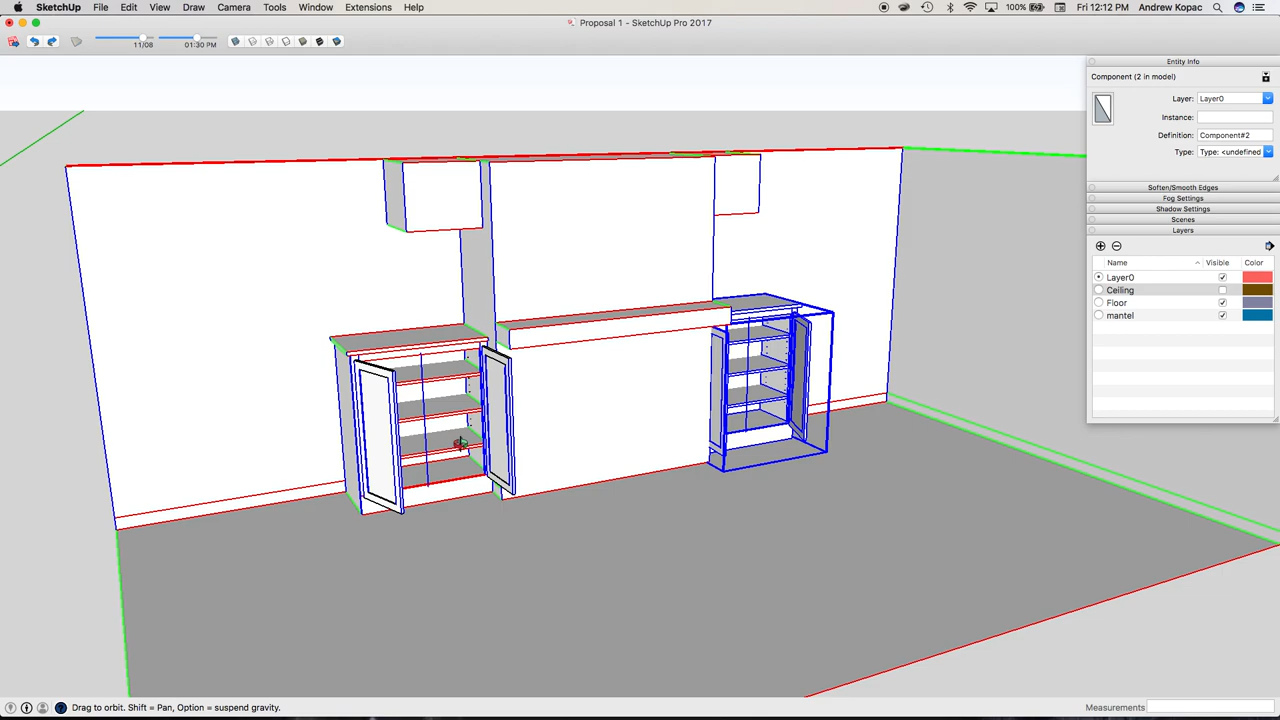 SketchUp File Edit View Draw Camera Tools Window Extensions Help 100% Fri 12:12 PM Andrew Kopac
Proposal 1 - SketchUp Pro 2017
11/08 01:30 PM
Entity Info
Component (2 in model)
Layer: Layer0
Instance:
Definition: Component#2
Type: Type: <undefined
Soften/Smooth Edges
Fog Settings
Shadow Settings
Scenes
Layers
Name Visible Color
Layer0
Ceiling
Floor
mantel
Drag to orbit. Shift = Pan, Option = suspend gravity.
Measurements